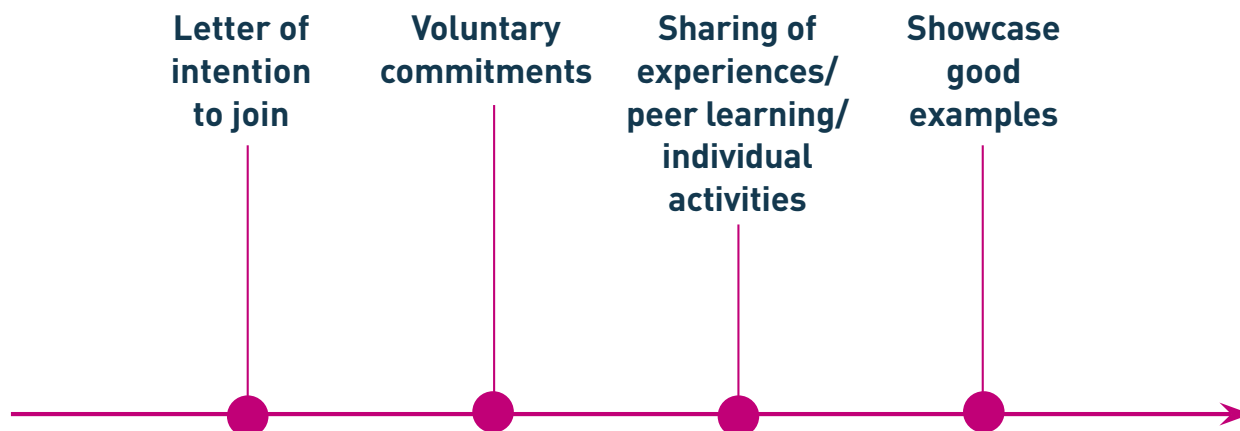 Letter of
intention
to join
Voluntary
commitments
Sharing of
experiences/
peer learning/
individual
activities
Showcase
good
examples